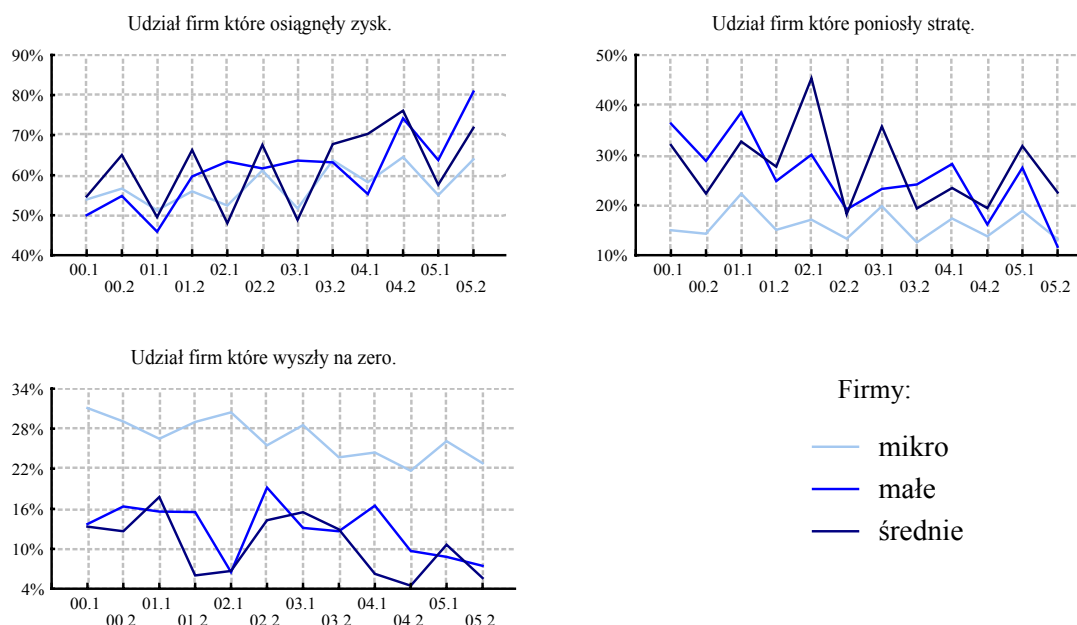 Udział firm które osiągnęły zysk.
90%
80%
70%
60%
50%
40%
00.1 01.1 02.1 03.1 04.1 05.1
00.2 01.2 02.2 03.2 04.2 05.2
Udział firm które poniosły stratę.
50%
40%
30%
20%
10%
00.1 01.1 02.1 03.1 04.1 05.1
00.2 01.2 02.2 03.2 04.2 05.2
Udział firm które wyszły na zero.
34%
28%
22%
16%
10%
4%
00.1 01.1 02.1 03.1 04.1 05.1
00.2 01.2 02.2 03.2 04.2 05.2
Firmy:
mikro
małe
średnie